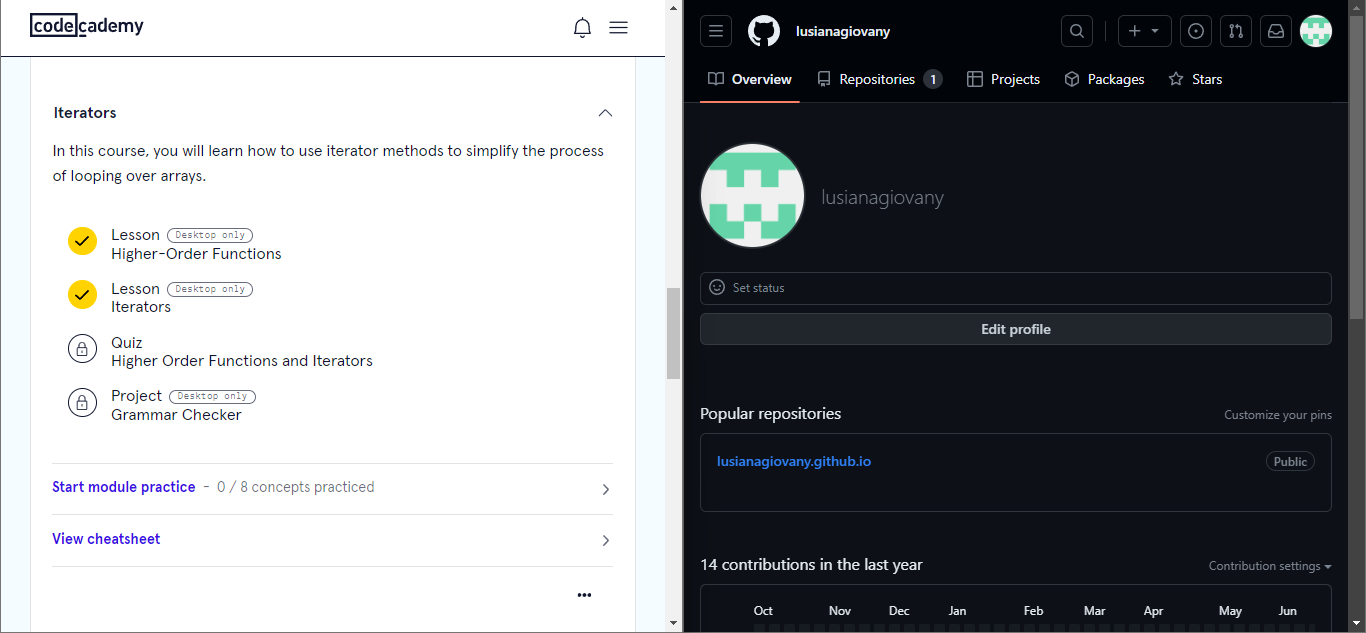 codecademy
Iterators
In this course, you will learn how to use iterator methods to simplify the process
of looping over arrays.
Lesson Desktop only
Higher-Order Functions
Lesson Desktop only
Iterators
Quiz
Higher Order Functions and Iterators
Project Desktop only
Grammar Checker
Start module practice - 0 / 8 concepts practiced
View cheatsheet
lusianagiovany
Overview Repositories 1 Projects Packages Stars
lusianagiovany
Set status
Edit profile
Popular repositories Customize your pins
lusianagiovany.github.io Public
14 contributions in the last year Contribution settings
Oct Nov Dec Jan Feb Mar Apr May Jun